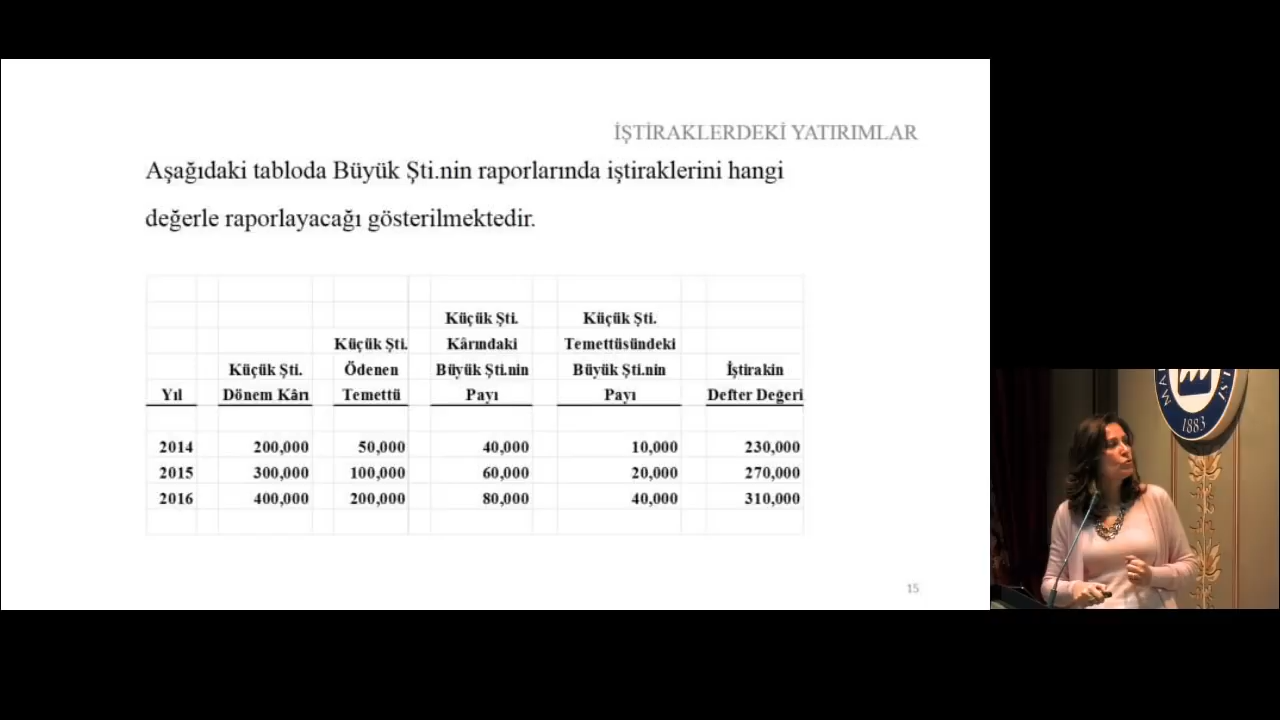 İŞTİRAKLERDEKİ YATIRIMLAR
Aşağıdaki tabloda Büyük Şti.nin raporlarında iştiraklerini hangi
değerle raporlayacağı gösterilmektedir.
Küçük Şti. Küçük Şti.
Küçük Şti. Kârındaki Temettüsündeki
Küçük Şti. Ödenen Büyük Şti.nin Büyük Şti.nin İştirakin
Yıl Dönem Kârı Temettü Payı Payı Defter Değeri
2014 200,000 50,000 40,000 10,000 230,000
2015 300,000 100,000 60,000 20,000 270,000
2016 400,000 200,000 80,000 40,000 310,000
15
1883